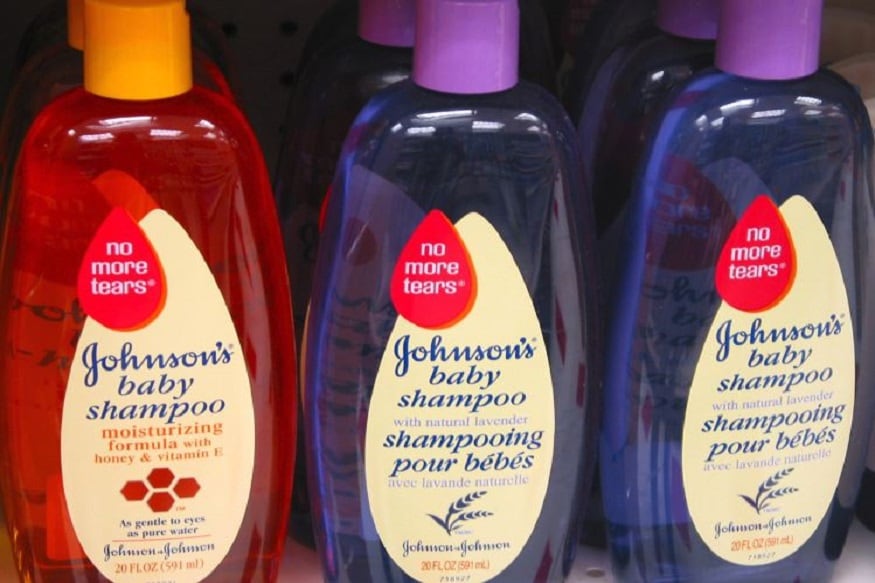 no
more
tears®
Johnson's®
baby
shampoo
moisturizing
formula with
honey & vitamin E
™
As gentle to eyes
as pure water
Johnson & Johnson
20 FL OZ (591 ml)
no
more
tears®
Johnson's®
baby
shampoo
with natural lavender
shampooing
pour bébés
avec lavande naturelle
Johnson & Johnson
20 FL OZ (591 mL)
no
more
tears®
Johnson's®
baby
shampoo
with natural lavender
shampooing
pour bébés
avec lavande naturelle
Johnson & Johnson
20 FL OZ (591 mL)